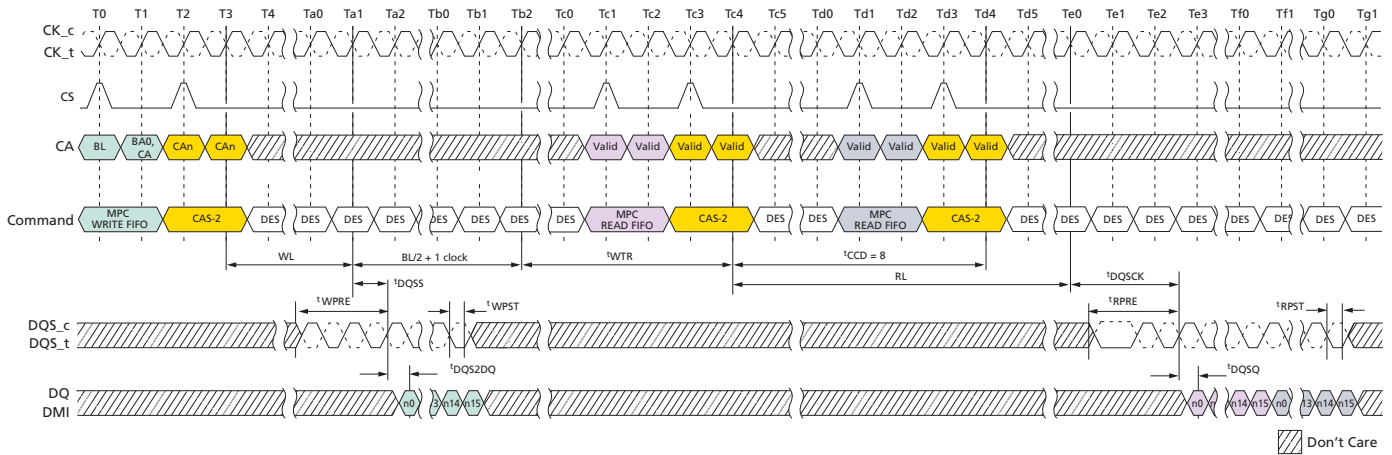 T0 T1 T2 T3 T4 Ta0 Ta1 Ta2 Tb0 Tb1 Tb2 Tc0 Tc1 Tc2 Tc3 Tc4 Tc5 Td0 Td1 Td2 Td3 Td4 Td5 Te0 Te1 Te2 Te3 Tf0 Tf1 Tg0 Tg1
CK_c
CK_t
CS
CA BL BA0, CA CAn CAn Valid Valid Valid Valid Valid Valid Valid Valid
Command MPC WRITE FIFO CAS-2 DES DES DES DES DES DES DES DES MPC READ FIFO CAS-2 DES DES MPC READ FIFO CAS-2 DES DES DES DES DES DES DES DES DES
WL BL/2 + 1 clock tWTR tCCD = 8
RL tDQSCK
tDQSS
tWPRE tWPST tRPRE tRPST
DQS_c
DQS_t
tDQS2DQ tDQSQ
DQ
DMI
n0 13 n14 n15 n0 n n14 n15 n0 13 n14 n15
Don't Care